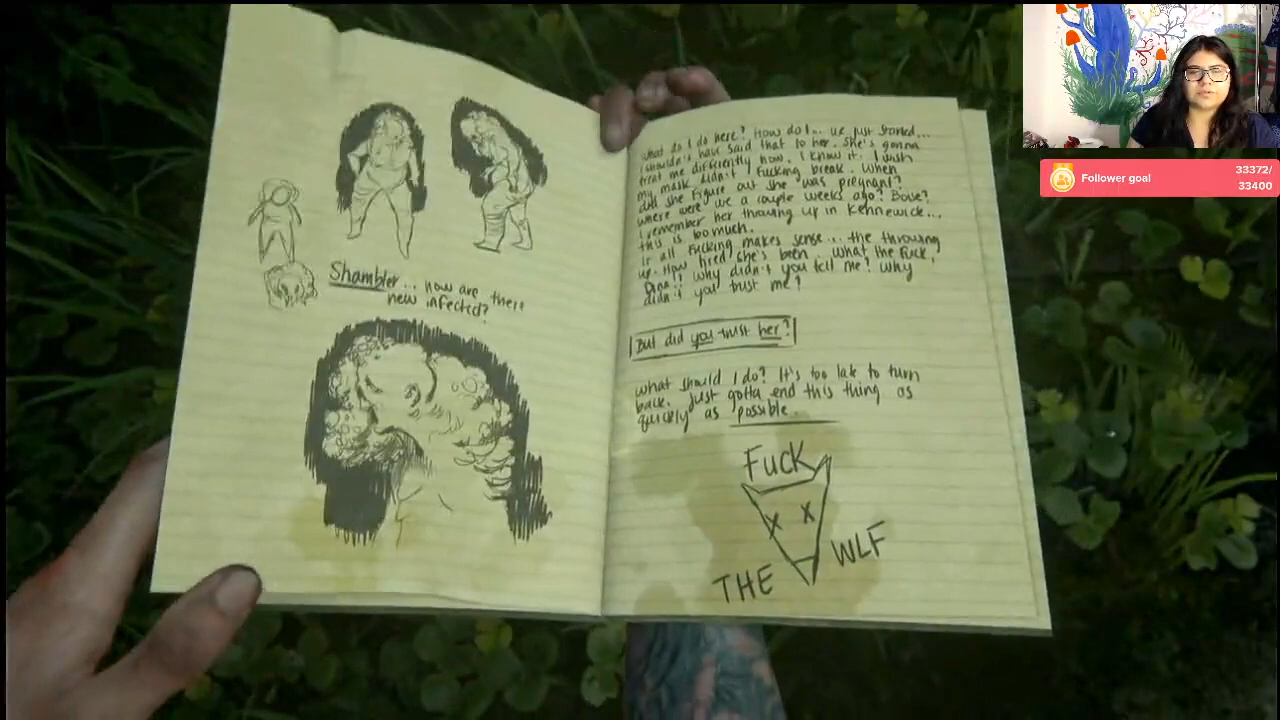 Shambler... how are there
new infected?
What do I do here? How do I... we just started...
I shouldn't have said that to her. She's gonna
treat me differently now. I know it. I wish
my mask didn't fucking break. When
did she figure out she was pregnant?
Where were we a couple weeks ago? Boise?
I remember her throwing up in Kennewick...
this is too much.
It all fucking makes sense... the throwing
up. How tired she's been. What the fuck,
Dina!! Why didn't you tell me? Why
didn't you trust me?
But did you trust her?
What should I do? It's too late to turn
back. Just gotta end this thing as
quickly as possible.
Fuck
THE
WLF
Follower goal
33372/
33400